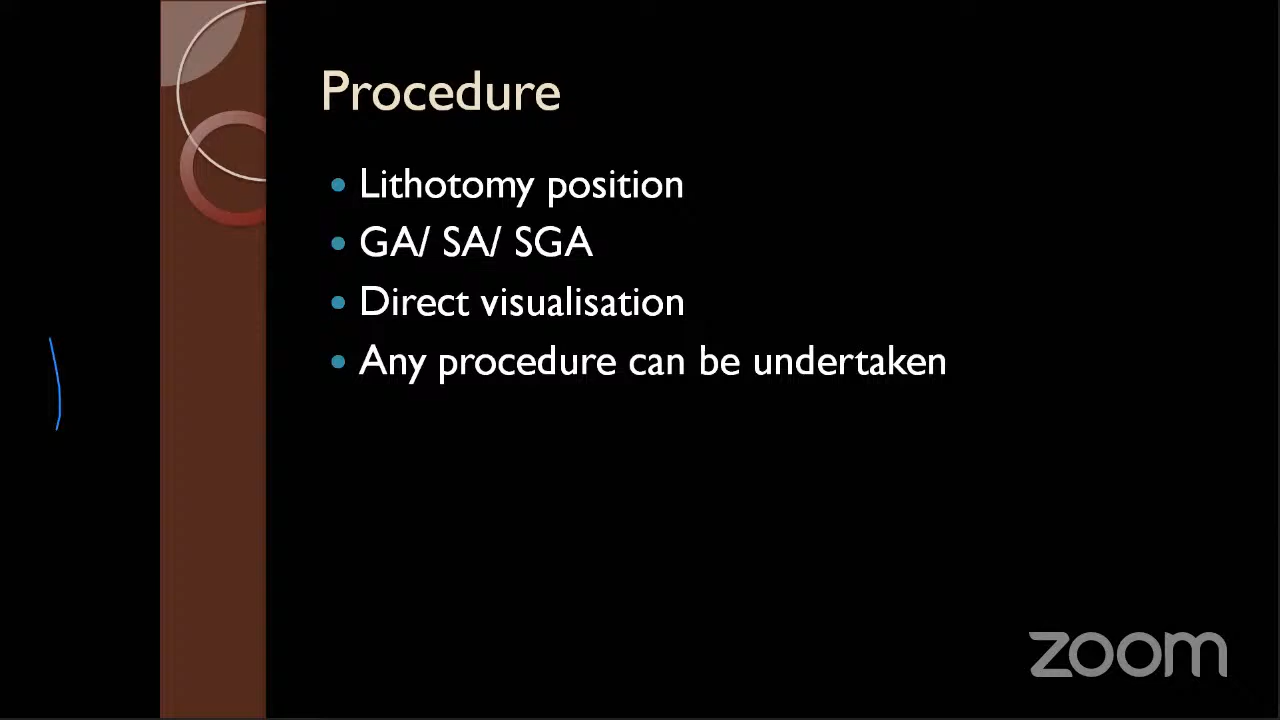 Procedure
Lithotomy position
GA/ SA/ SGA
Direct visualisation
Any procedure can be undertaken
zoom